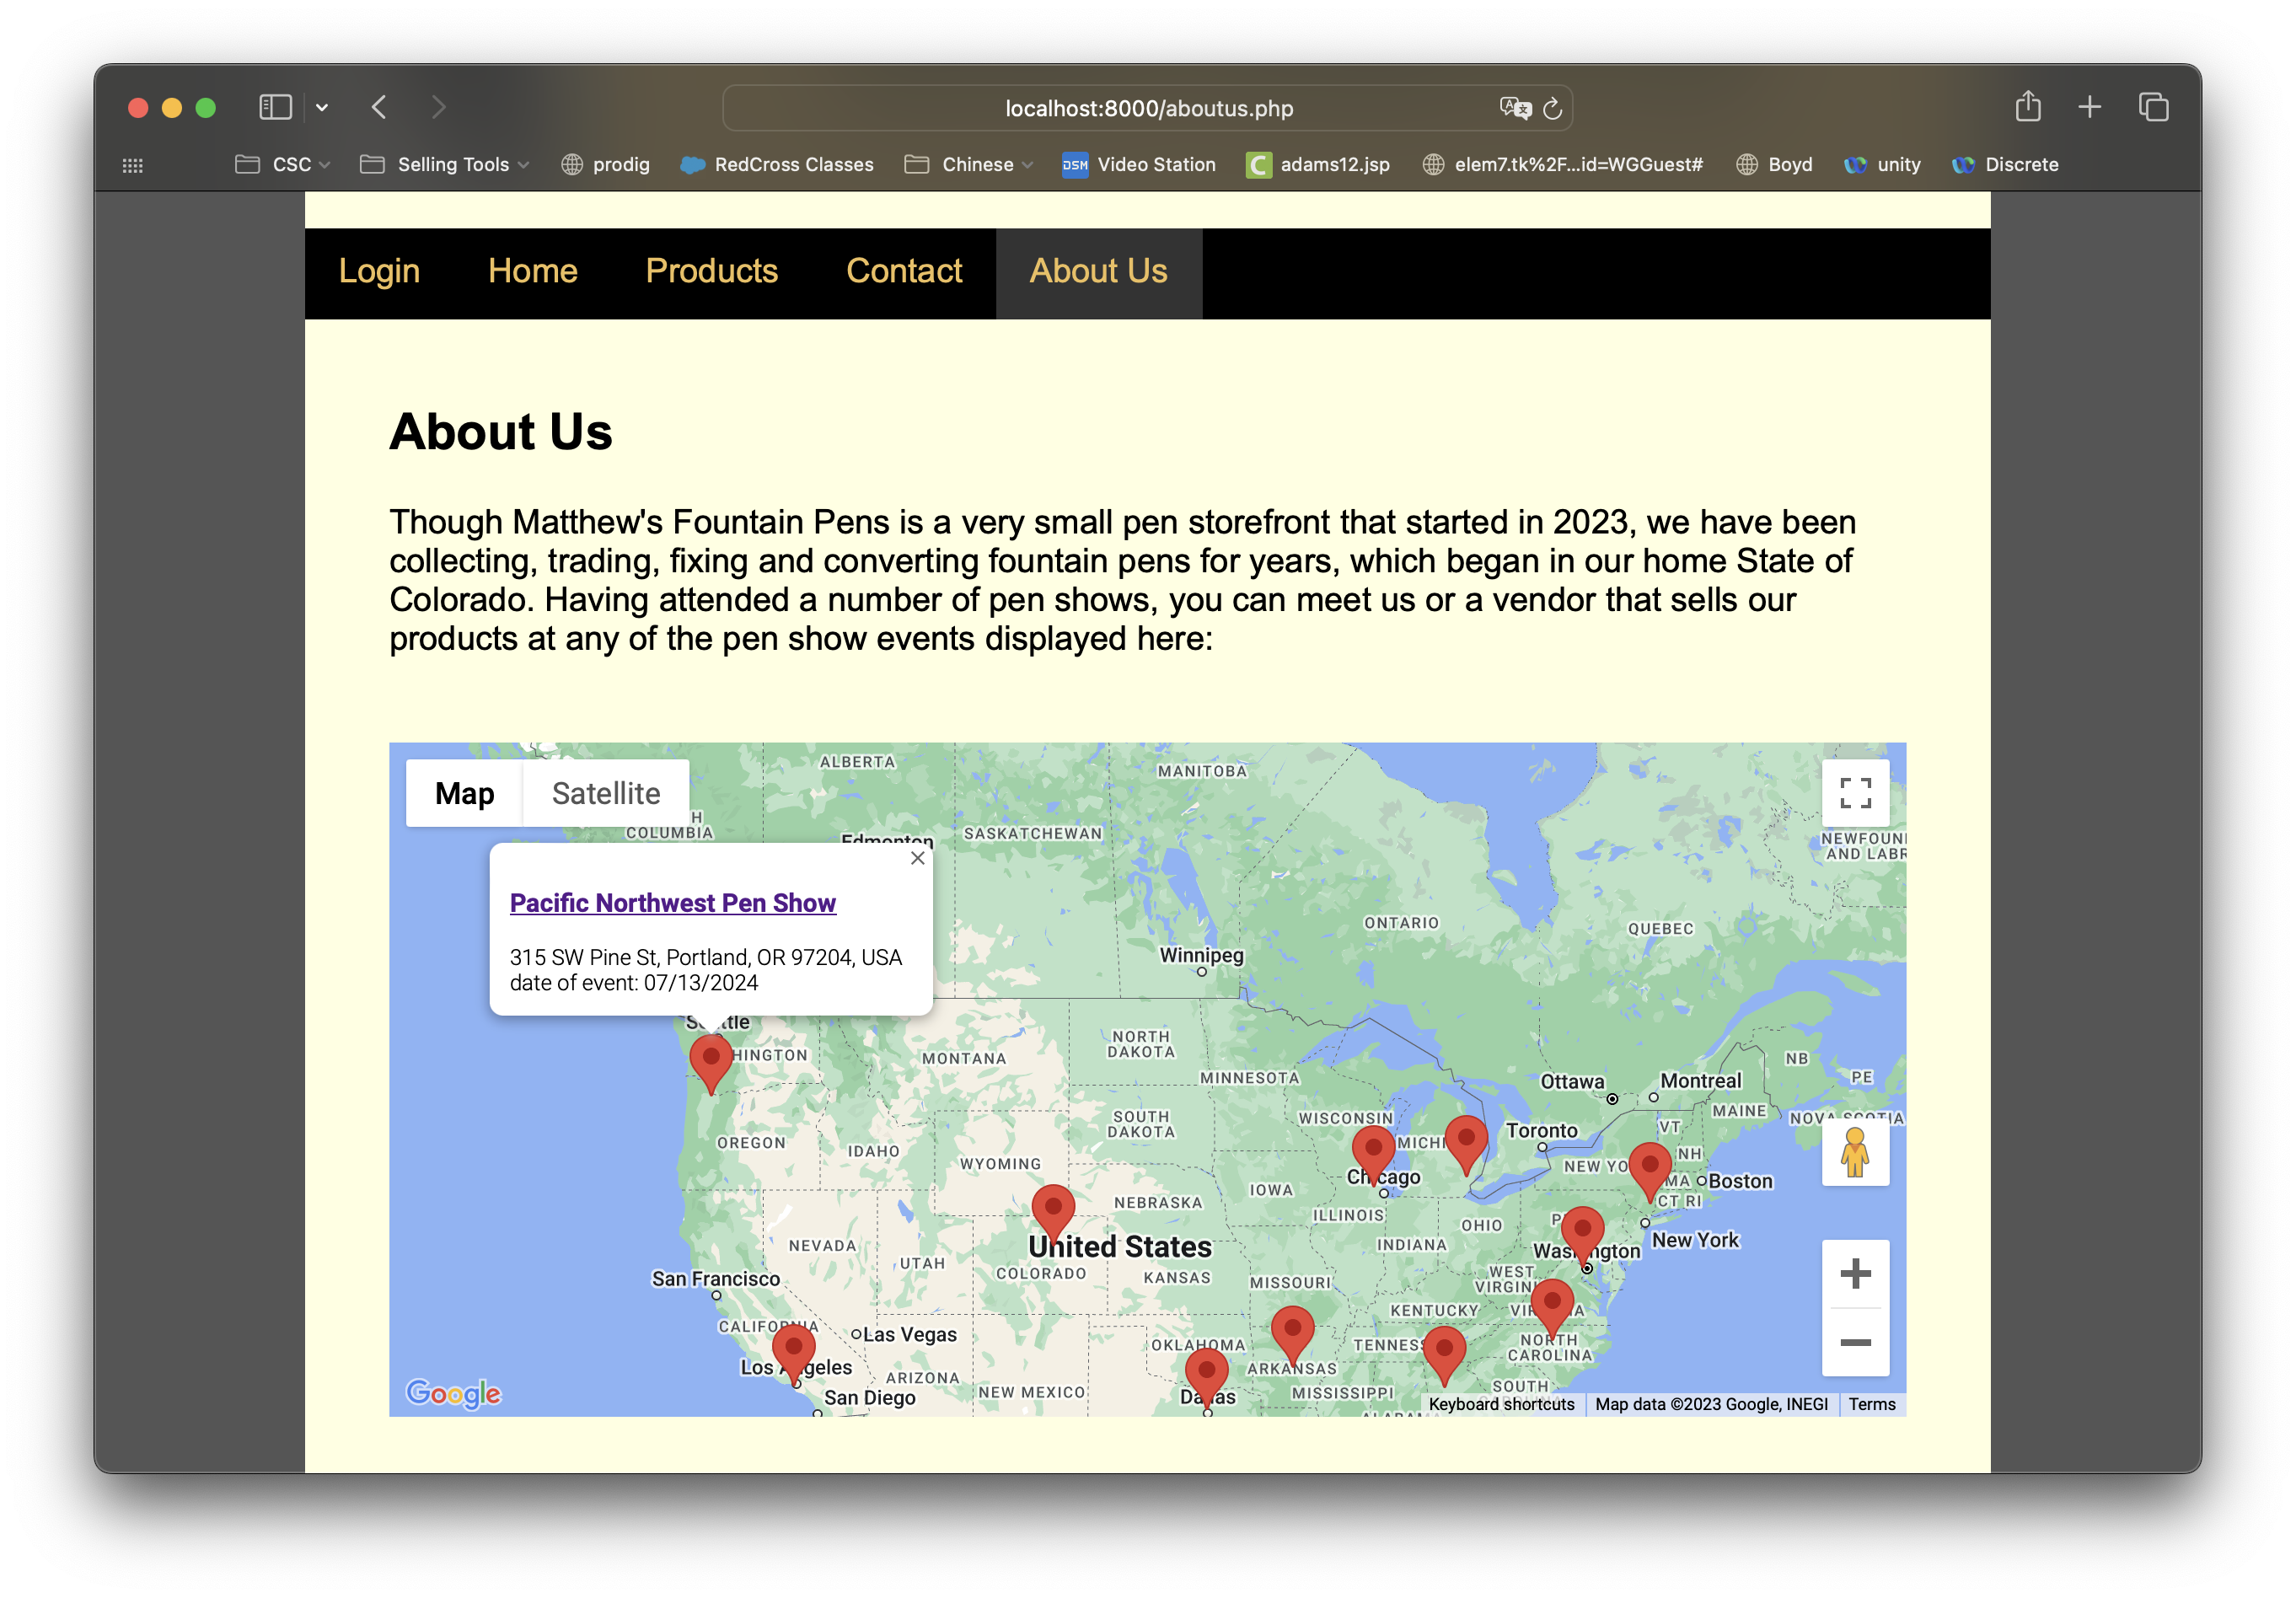 localhost:8000/aboutus.php
CSC Selling Tools prodig RedCross Classes Chinese DSM Video Station C adams12.jsp elem7.tk%2F...id=WGGuest# Boyd unity Discrete
Login Home Products Contact About Us
About Us
Though Matthew's Fountain Pens is a very small pen storefront that started in 2023, we have been
collecting, trading, fixing and converting fountain pens for years, which began in our home State of
Colorado. Having attended a number of pen shows, you can meet us or a vendor that sells our
products at any of the pen show events displayed here:
Map Satellite
ALBERTA
MANITOBA
H
COLUMBIA
Edmonton
SASKATCHEWAN
NEWFOUN
AND LABR
Pacific Northwest Pen Show
315 SW Pine St, Portland, OR 97204, USA
date of event: 07/13/2024
ONTARIO
QUEBEC
Winnipeg
Seattle
HINGTON
MONTANA
NORTH
DAKOTA
MINNESOTA
NB
PE
Ottawa
Montreal
SOUTH
DAKOTA
WISCONSIN
MICHI
Toronto
MAINE
NOVA SCOTIA
VT
NH
OREGON
IDAHO
WYOMING
Chicago
NEW YO
MA
Boston
CT RI
IOWA
NEBRASKA
ILLINOIS
OHIO
P
New York
NEVADA
United States
INDIANA
Washington
UTAH
COLORADO
KANSAS
MISSOURI
WEST
VIRGIN
San Francisco
KENTUCKY
VIRGINIA
CALIFORNIA
Las Vegas
OKLAHOMA
TENNESS
NORTH
CAROLINA
Los Angeles
ARIZONA
NEW MEXICO
ARKANSAS
San Diego
Dallas
MISSISSIPPI
SOUTH
CAROLINA
ALABAMA
Google
Keyboard shortcuts Map data ©2023 Google, INEGI Terms